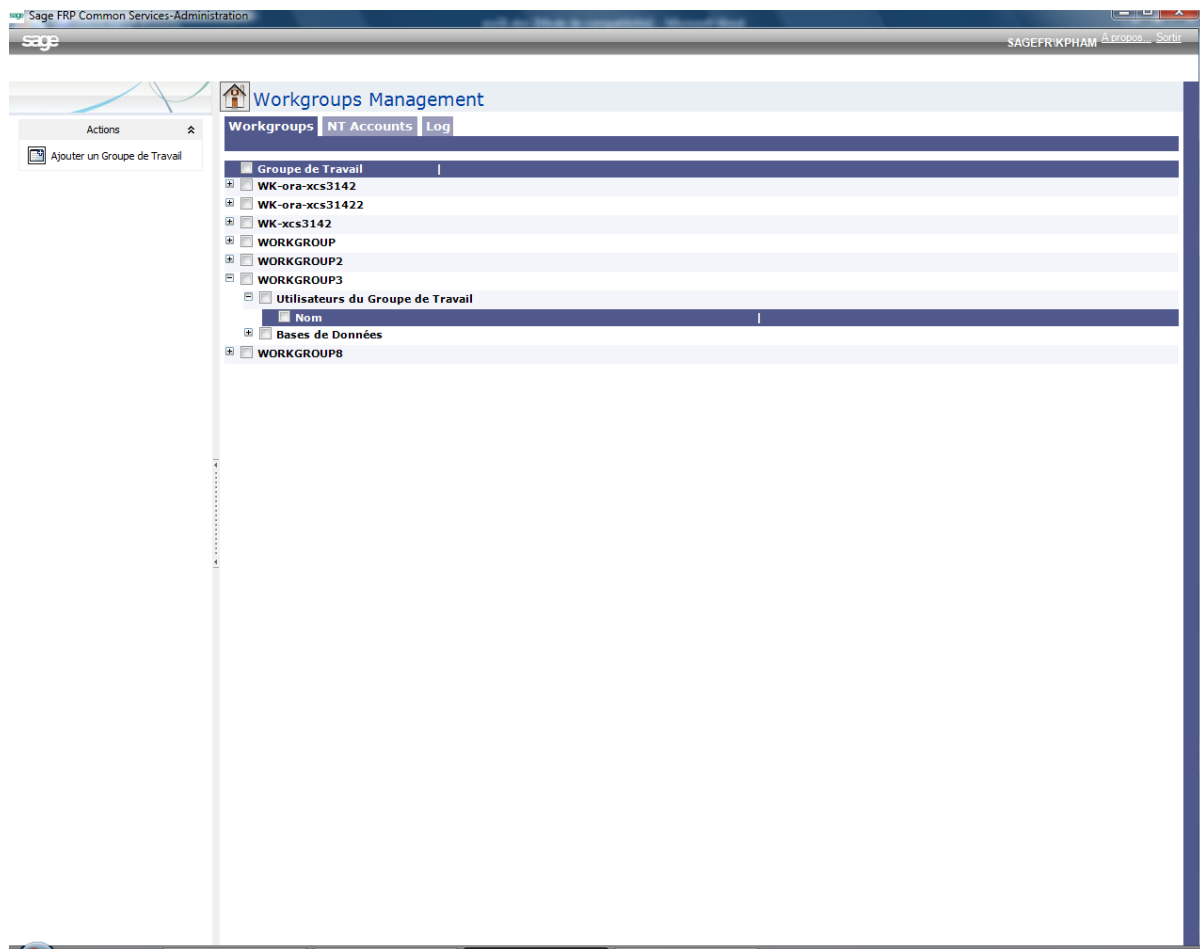 sage Sage FRP Common Services-Administration
sage
SAGEFR\KPHAM A propos... Sortir
Workgroups Management
Actions
Ajouter un Groupe de Travail
Workgroups NT Accounts Log
Groupe de Travail
WK-ora-xcs3142
WK-ora-xcs31422
WK-xcs3142
WORKGROUP
WORKGROUP2
WORKGROUP3
Utilisateurs du Groupe de Travail
Nom
Bases de Données
WORKGROUP8